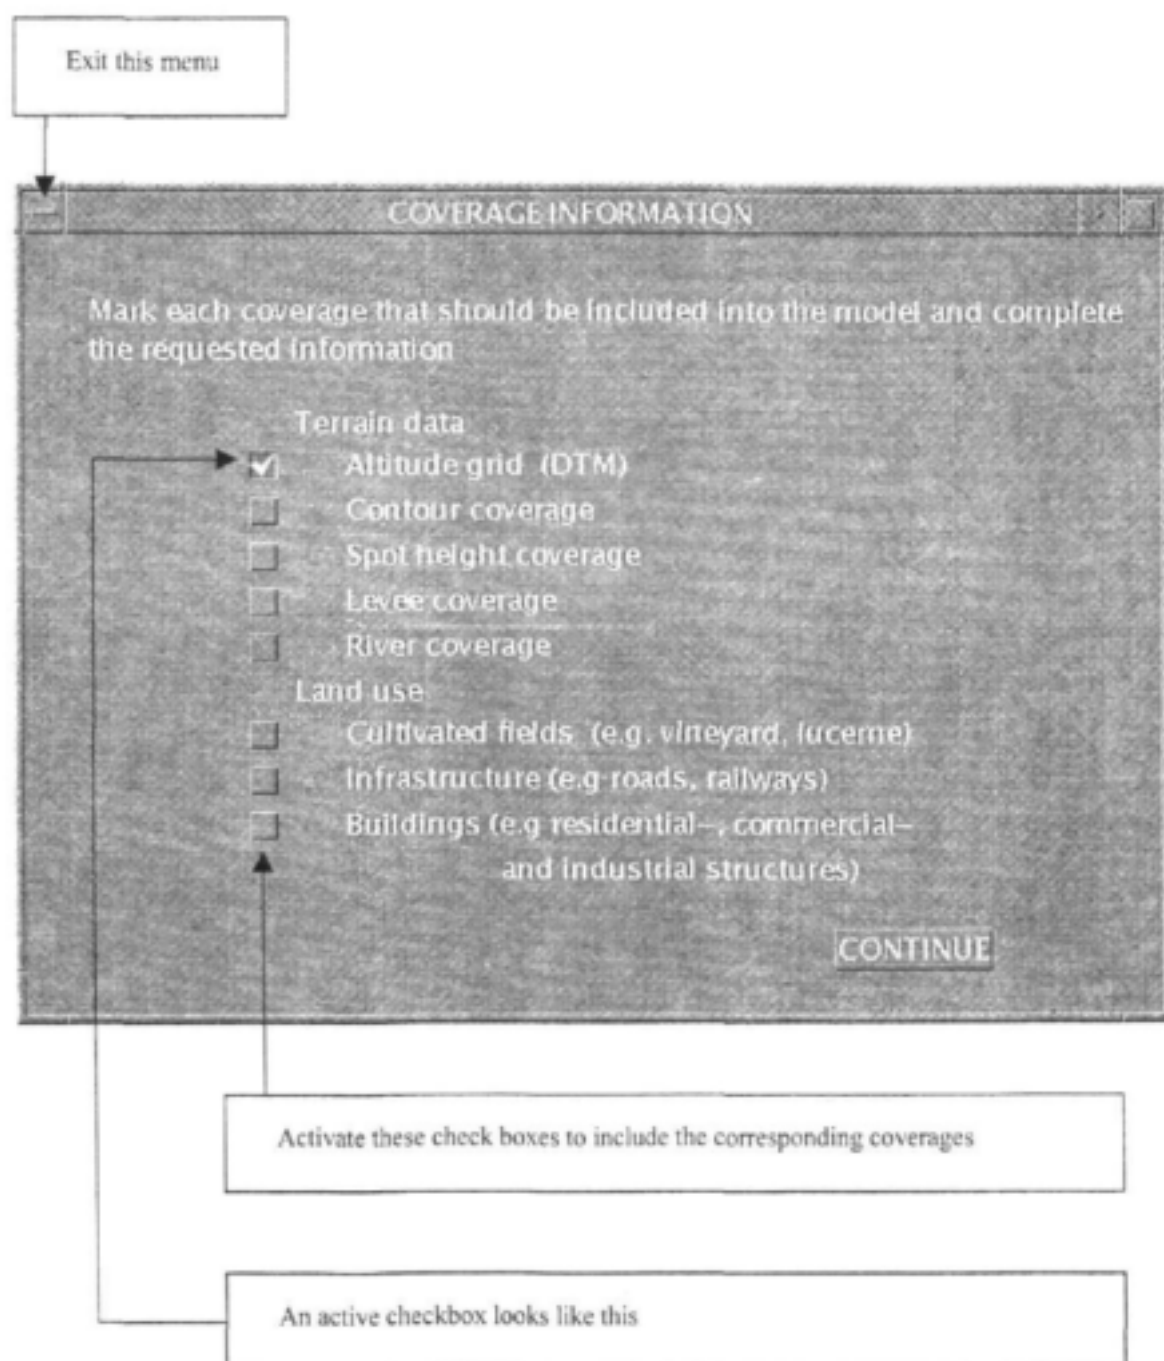 Exit this menu
COVERAGE INFORMATION
Mark each coverage that should be included into the model and complete
the requested information
Terrain data
Altitude grid (DTM)
Contour coverage
Spot height coverage
Levee coverage
River coverage
Land use
Cultivated fields (e.g. vineyard, lucerne)
Infrastructure (e.g roads, railways)
Buildings (e.g residential–, commercial–
and industrial structures)
CONTINUE
Activate these check boxes to include the corresponding coverages
An active checkbox looks like this